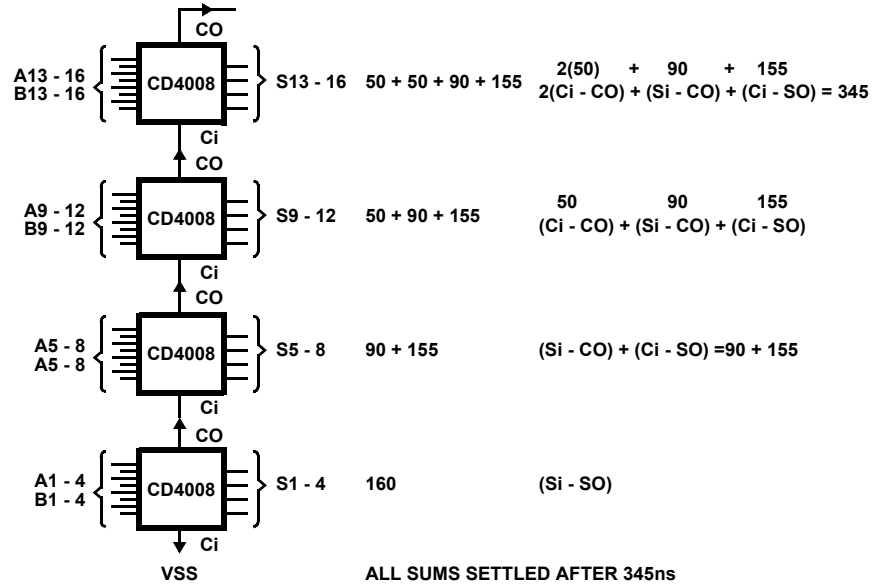 CO
A13 - 16
B13 - 16
CD4008
S13 - 16
50 + 50 + 90 + 155
2(50) + 90 + 155
2(Ci - CO) + (Si - CO) + (Ci - SO) = 345
Ci
CO
A9 - 12
B9 - 12
CD4008
S9 - 12
50 + 90 + 155
50 90 155
(Ci - CO) + (Si - CO) + (Ci - SO)
Ci
CO
A5 - 8
A5 - 8
CD4008
S5 - 8
90 + 155
(Si - CO) + (Ci - SO) =90 + 155
Ci
CO
A1 - 4
B1 - 4
CD4008
S1 - 4
160
(Si - SO)
Ci
VSS
ALL SUMS SETTLED AFTER 345ns